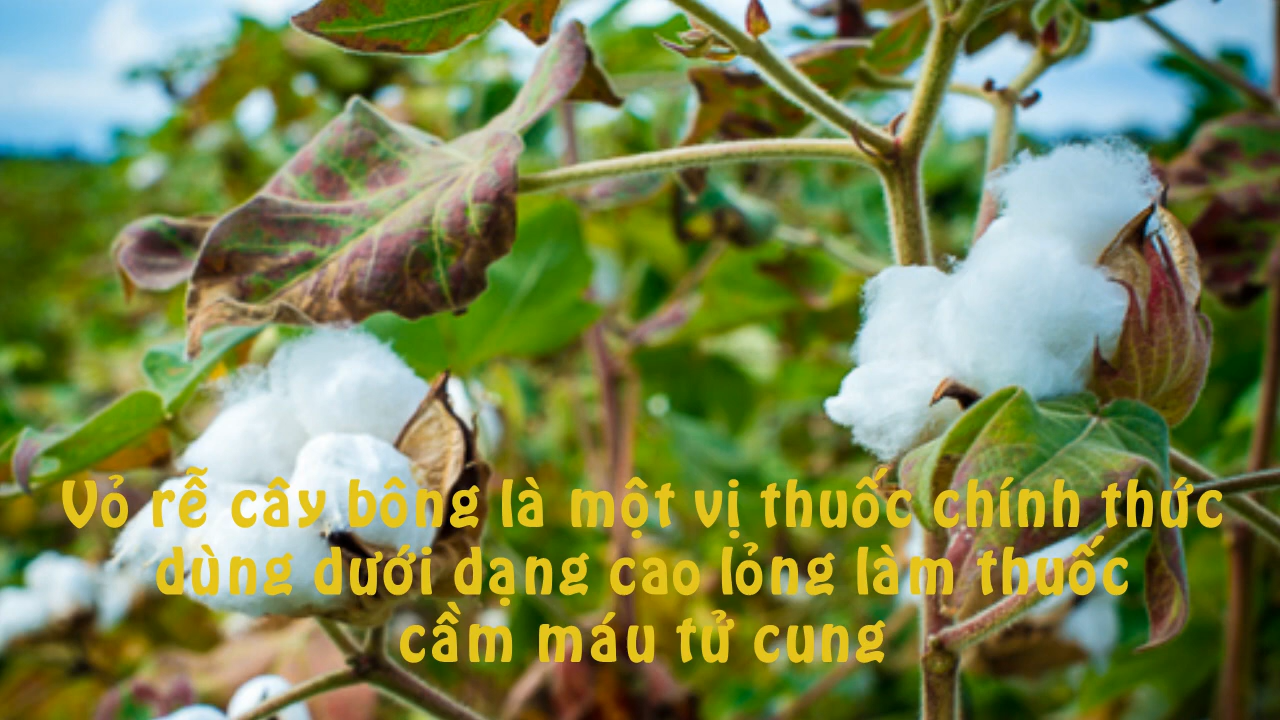 Vỏ rễ cây bông là một vị thuốc chính thức
dùng dưới dạng cao lỏng làm thuốc
cầm máu tử cung